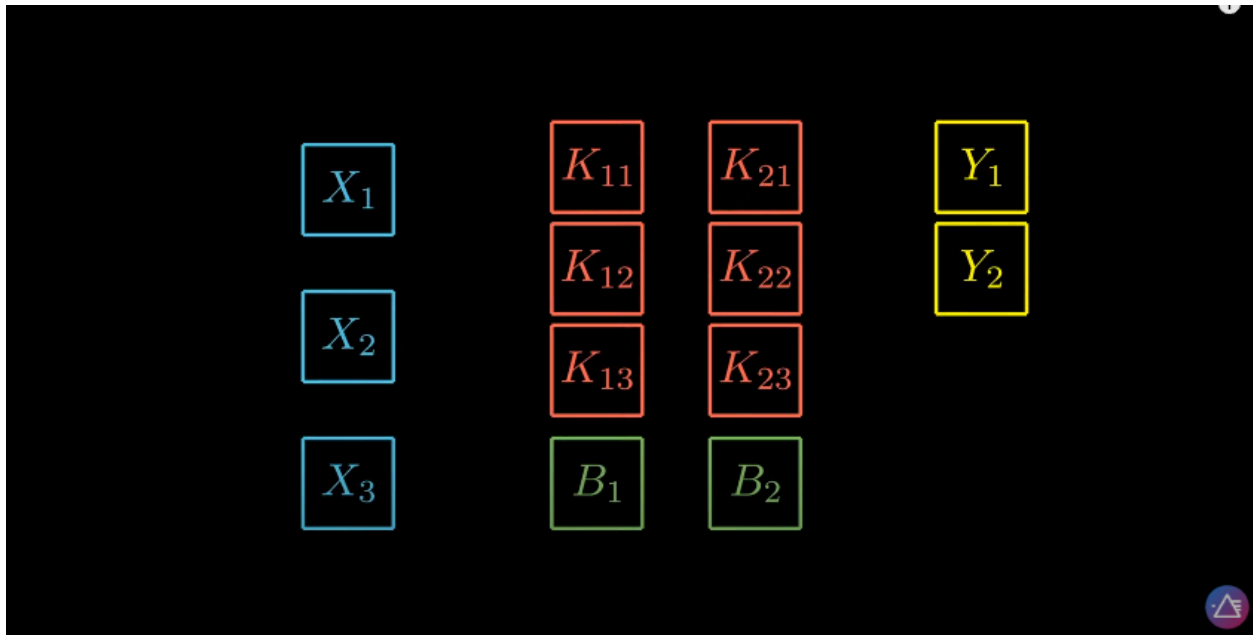 K₁₁ K₂₁ Y₁
X₁
K₁₂ K₂₂ Y₂
X₂
K₁₃ K₂₃
X₃ B₁ B₂